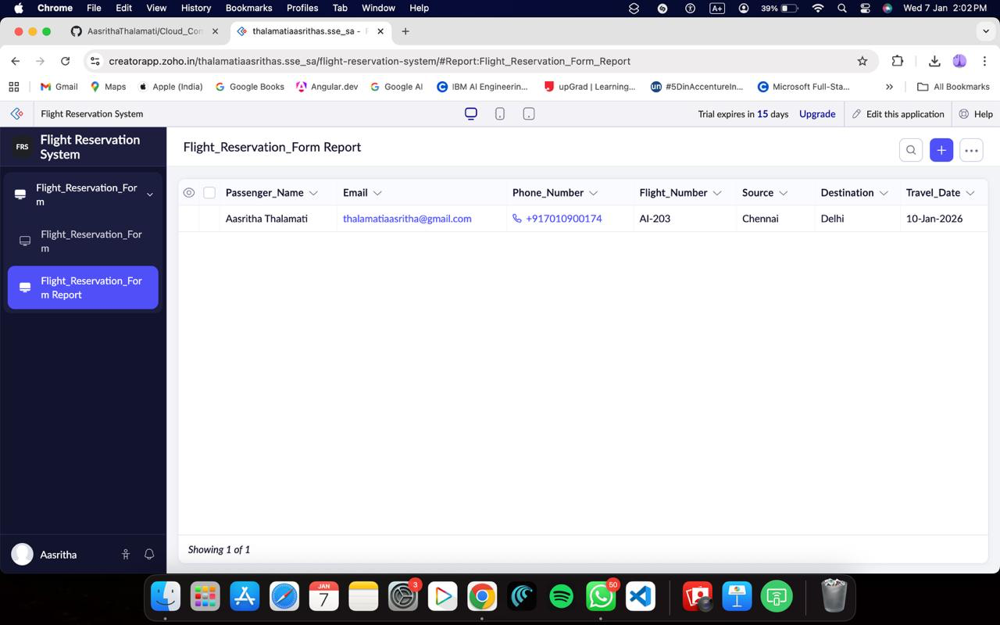 Chrome File Edit View History Bookmarks Profiles Tab Window Help A+ 39% Wed 7 Jan 2:02 PM
AasrithaThalamati/Cloud_Con thalamatiaasrithas.sse_sa -
creatorapp.zoho.in/thalamatiaasrithas.sse_sa/flight-reservation-system/#Report:Flight_Reservation_Form_Report
Gmail Maps Apple (India) Google Books Angular.dev Google AI IBM AI Engineerin... upGrad | Learning... #5DinAccentureIn... Microsoft Full-Sta... All Bookmarks
Flight Reservation System Trial expires in 15 days Upgrade Edit this application Help
FRS
Flight Reservation
System
Flight_Reservation_For
m
Flight_Reservation_For
m
Flight_Reservation_For
m Report
Aasritha
Flight_Reservation_Form Report
Passenger_Name Email Phone_Number Flight_Number Source Destination Travel_Date
Aasritha Thalamati thalamatiaasritha@gmail.com +917010900174 AI-203 Chennai Delhi 10-Jan-2026
Showing 1 of 1
JAN
7
3
50